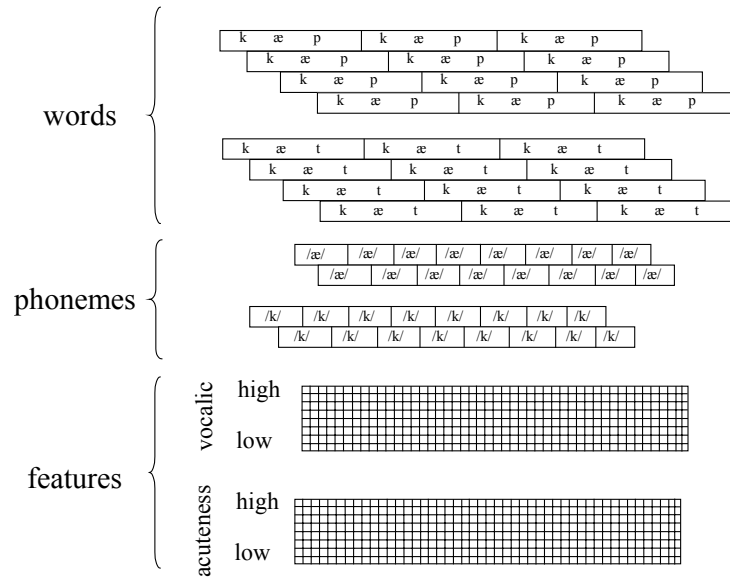 words
k æ p k æ p k æ p
k æ p k æ p k æ p
k æ p k æ p k æ p
k æ p k æ p k æ p
k æ t k æ t k æ t
k æ t k æ t k æ t
k æ t k æ t k æ t
k æ t k æ t k æ t
phonemes
/æ/ /æ/ /æ/ /æ/ /æ/ /æ/ /æ/ /æ/
/æ/ /æ/ /æ/ /æ/ /æ/ /æ/ /æ/ /æ/
/k/ /k/ /k/ /k/ /k/ /k/ /k/ /k/
/k/ /k/ /k/ /k/ /k/ /k/ /k/ /k/
features
vocalic
high
low
acuteness
high
low